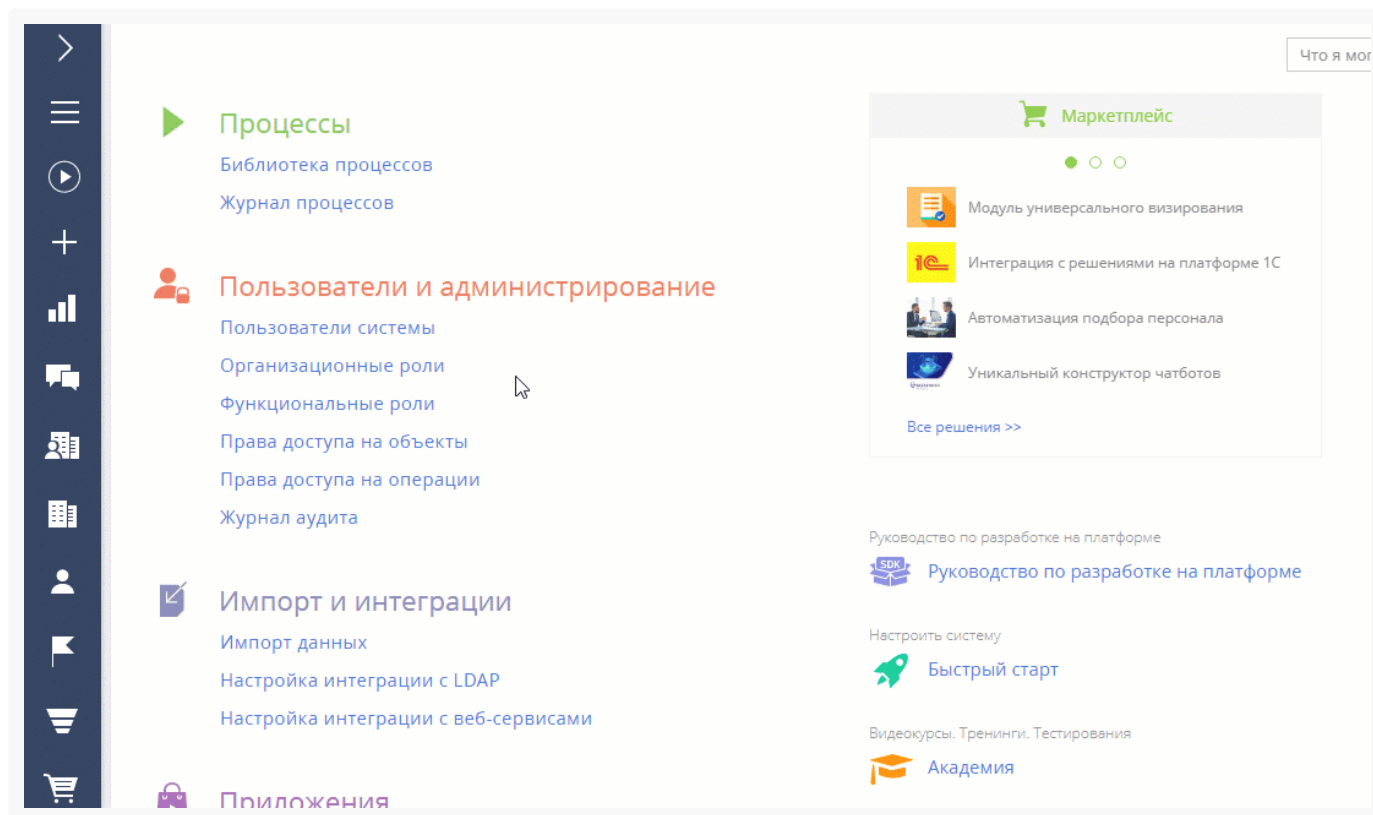 Что я мог
Процессы
Библиотека процессов
Журнал процессов
Пользователи и администрирование
Пользователи системы
Организационные роли
Функциональные роли
Права доступа на объекты
Права доступа на операции
Журнал аудита
Импорт и интеграции
Импорт данных
Настройка интеграции с LDAP
Настройка интеграции с веб-сервисами
Приложения
Маркетплейс
Модуль универсального визирования
1С
Интеграция с решениями на платформе 1С
Автоматизация подбора персонала
Уникальный конструктор чатботов
Все решения >>
Руководство по разработке на платформе
SDK
Руководство по разработке на платформе
Настроить систему
Быстрый старт
Видеокурсы. Тренинги. Тестирования
Академия